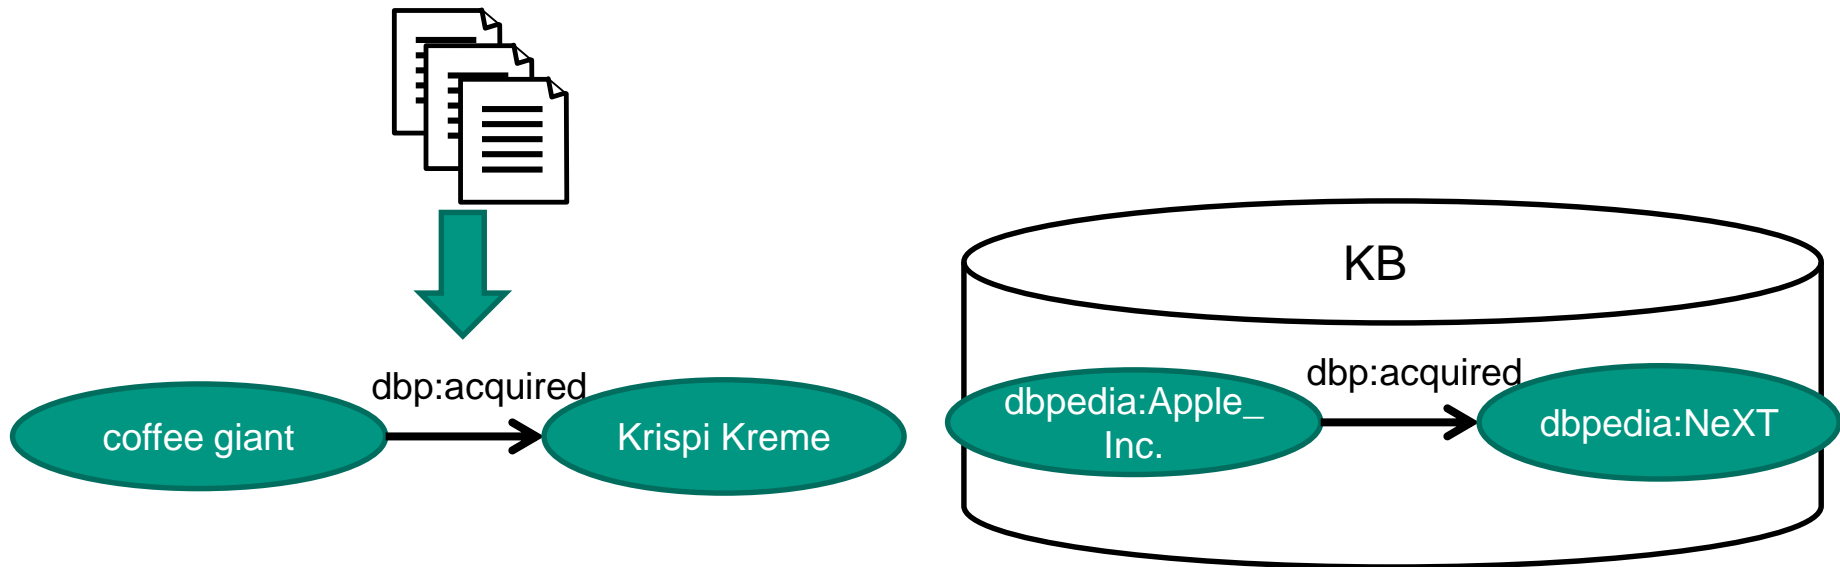 dbp:acquired
coffee giant
Krispi Kreme
KB
dbp:acquired
dbpedia:Apple_
Inc.
dbpedia:NeXT